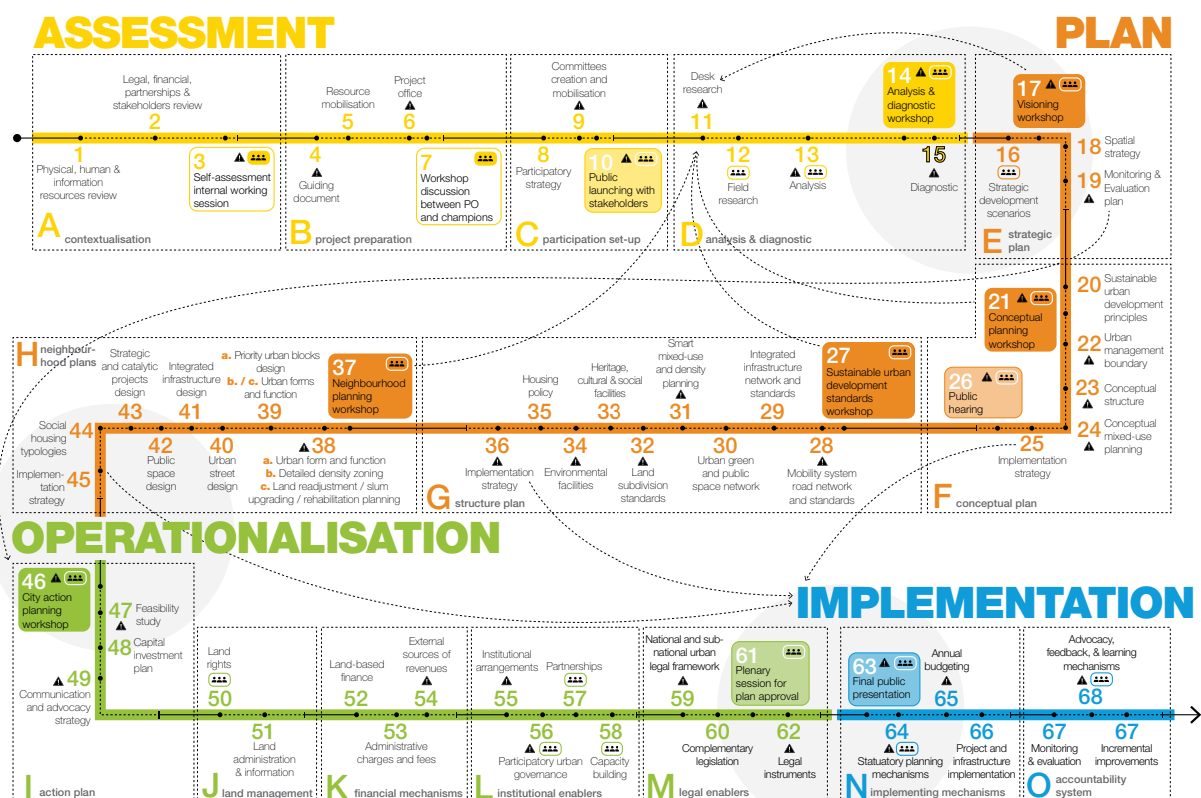 ASSESSMENT
PLAN
Legal, financial,
partnerships &
stakeholders review
2
1
Physical, human &
information
resources review
3
Self-assessment
internal working
session
A contextualisation
Resource
mobilisation
5
Project
office
6
4
Guiding
document
7
Workshop
discussion
between PO
and champions
B project preparation
Committees
creation and
mobilisation
9
8
Participatory
strategy
10
Public
launching with
stakeholders
C participation set-up
Desk
research
11
12
Field
research
13
Analysis
14
Analysis &
diagnostic
workshop
15
Diagnostic
D analysis & diagnostic
17
Visioning
workshop
16
Strategic
development
scenarios
18 Spatial
strategy
19 Monitoring &
Evaluation
plan
E strategic
plan
20 Sustainable
urban
development
principles
21
Conceptual
planning
workshop
22 Urban
management
boundary
23 Conceptual
structure
24 Conceptual
mixed-use
planning
26
Public
hearing
25
Implementation
strategy
F conceptual plan
27
Sustainable urban
development
standards
workshop
Integrated
infrastructure
network and
standards
29
Smart
mixed-use
and density
planning
31
Heritage,
cultural & social
facilities
33
Housing
policy
35
36
Implementation
strategy
34
Environmental
facilities
32
Land
subdivision
standards
30
Urban green
and public
space network
28
Mobility system
road network
and standards
G structure plan
H neighbour-
hood plans
Strategic
and catalytic
projects
design
43
Integrated
infrastructure
design
41
a. Priority urban blocks
design
b. / c. Urban forms
and function
39
37
Neighbourhood
planning
workshop
Social
housing
typologies
44
Implemen-
tation
strategy
45
42
Public
space
design
40
Urban
street
design
38
a. Urban form and function
b. Detailed density zoning
c. Land readjustment / slum
upgrading / rehabilitation planning
OPERATIONALISATION
IMPLEMENTATION
46
City action
planning
workshop
47 Feasibility
study
48 Capital
investment
plan
49
Communication
and advocacy
strategy
I action plan
Land
rights
50
51
Land
administration
& information
J land management
Land-based
finance
52
External
sources of
revenues
54
53
Administrative
charges and fees
K financial mechanisms
Institutional
arrangements
55
Partnerships
57
56
Participatory urban
governance
58
Capacity
building
L institutional enablers
National and sub-
national urban
legal framework
59
61
Plenary
session for
plan approval
60
Complementary
legislation
62
Legal
instruments
M legal enablers
63
Final public
presentation
Annual
budgeting
65
64
Statuatory planning
mechanisms
66
Project and
infrastructure
implementation
N implementing mechanisms
Advocacy,
feedback, & learning
mechanisms
68
67
Monitoring
& evaluation
67
Incremental
improvements
O accountability
system